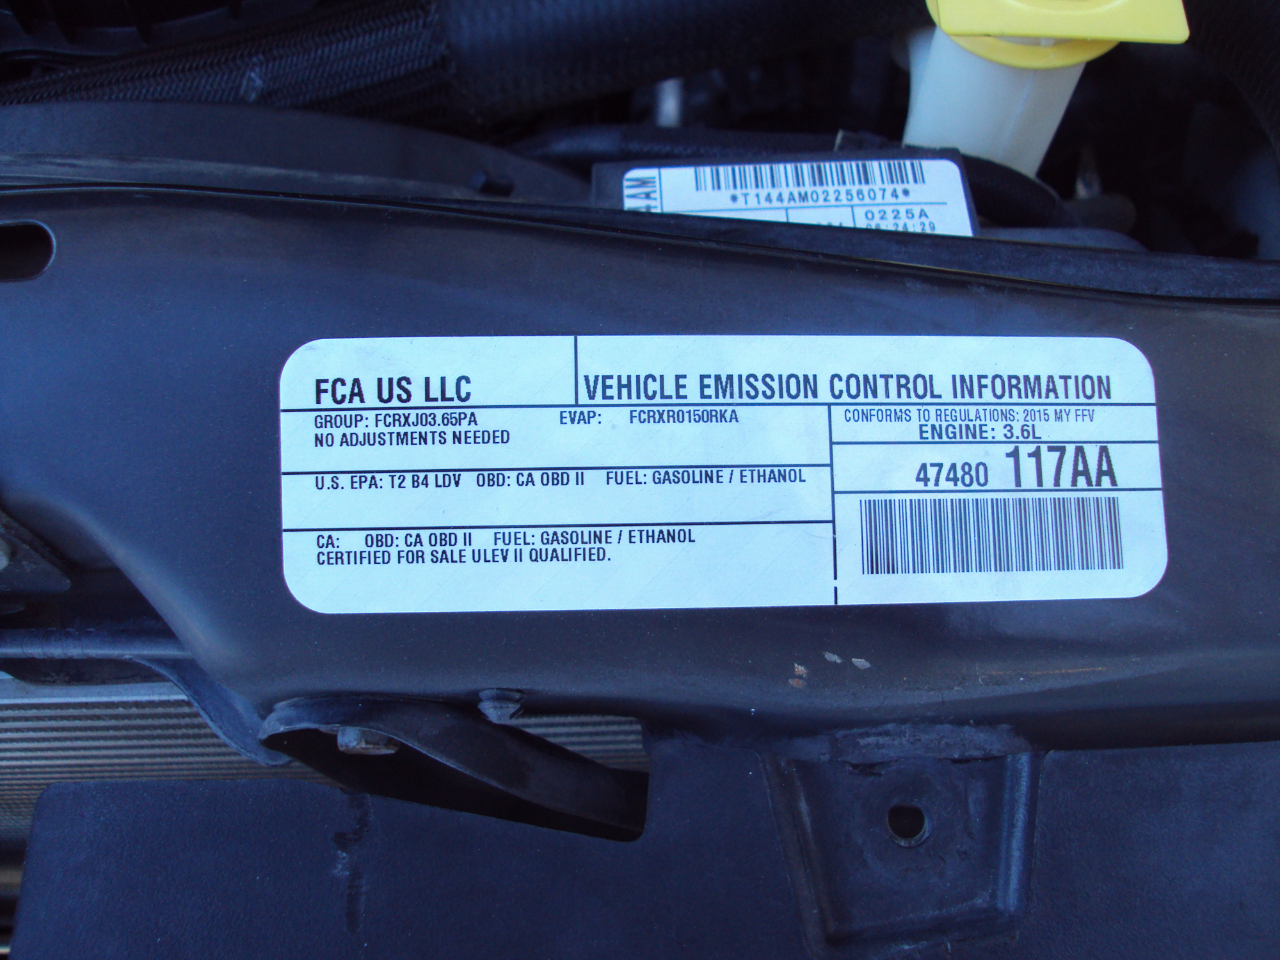 *T144AM02256074*
4AM
0225A
FCA US LLC
VEHICLE EMISSION CONTROL INFORMATION
GROUP: FCRXJ03.65PA EVAP: FCRXR0150RKA
NO ADJUSTMENTS NEEDED
CONFORMS TO REGULATIONS: 2015 MY FFV
ENGINE: 3.6L
47480 117AA
U.S. EPA: T2 B4 LDV OBD: CA OBD II FUEL: GASOLINE / ETHANOL
CA: OBD: CA OBD II FUEL: GASOLINE / ETHANOL
CERTIFIED FOR SALE ULEV II QUALIFIED.